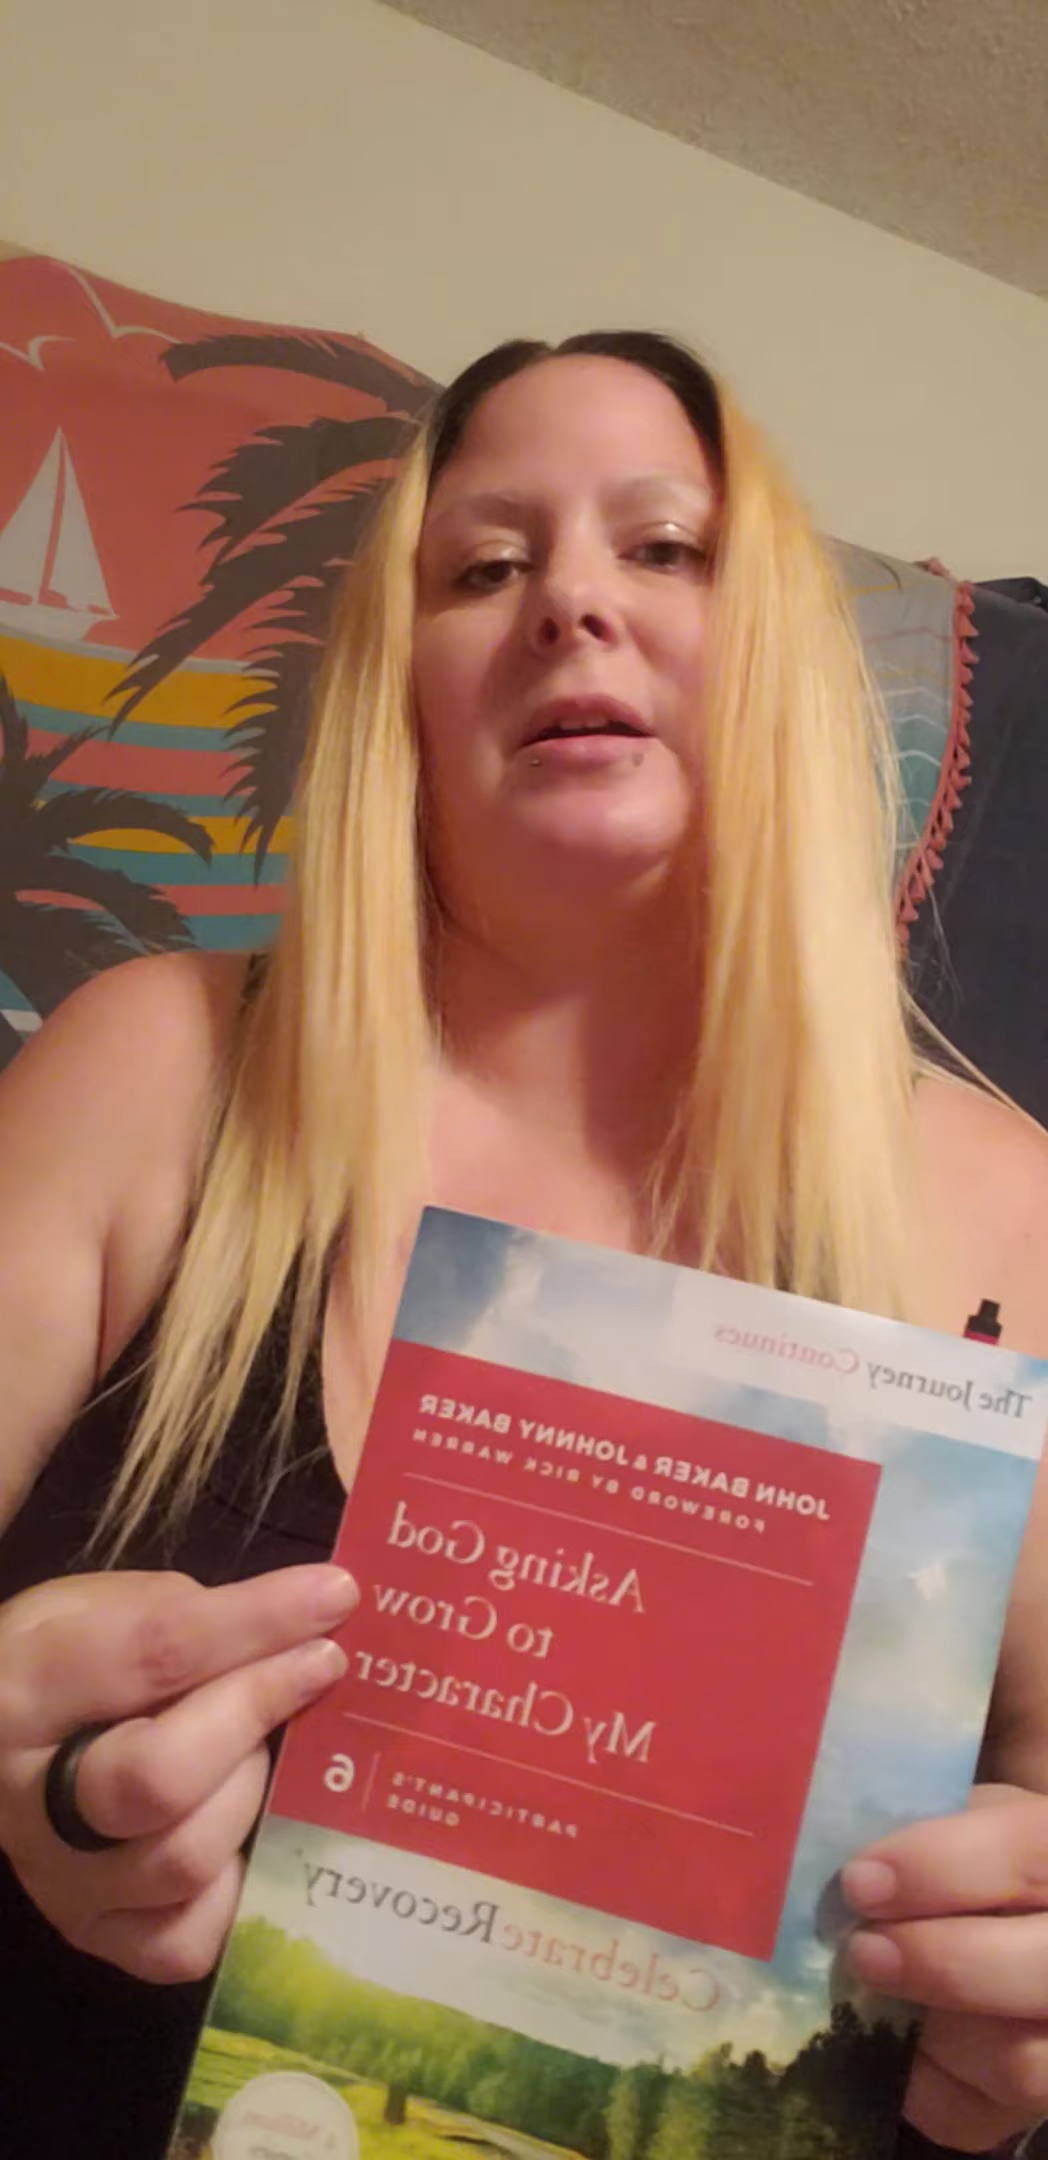 The Journey Continues
JOHN BAKER & JOHNNY BAKER
FOREWORD BY RICK WARREN
Asking God
to Grow
My Character
PARTICIPANT'S
GUIDE
6
Celebrate Recovery
Million